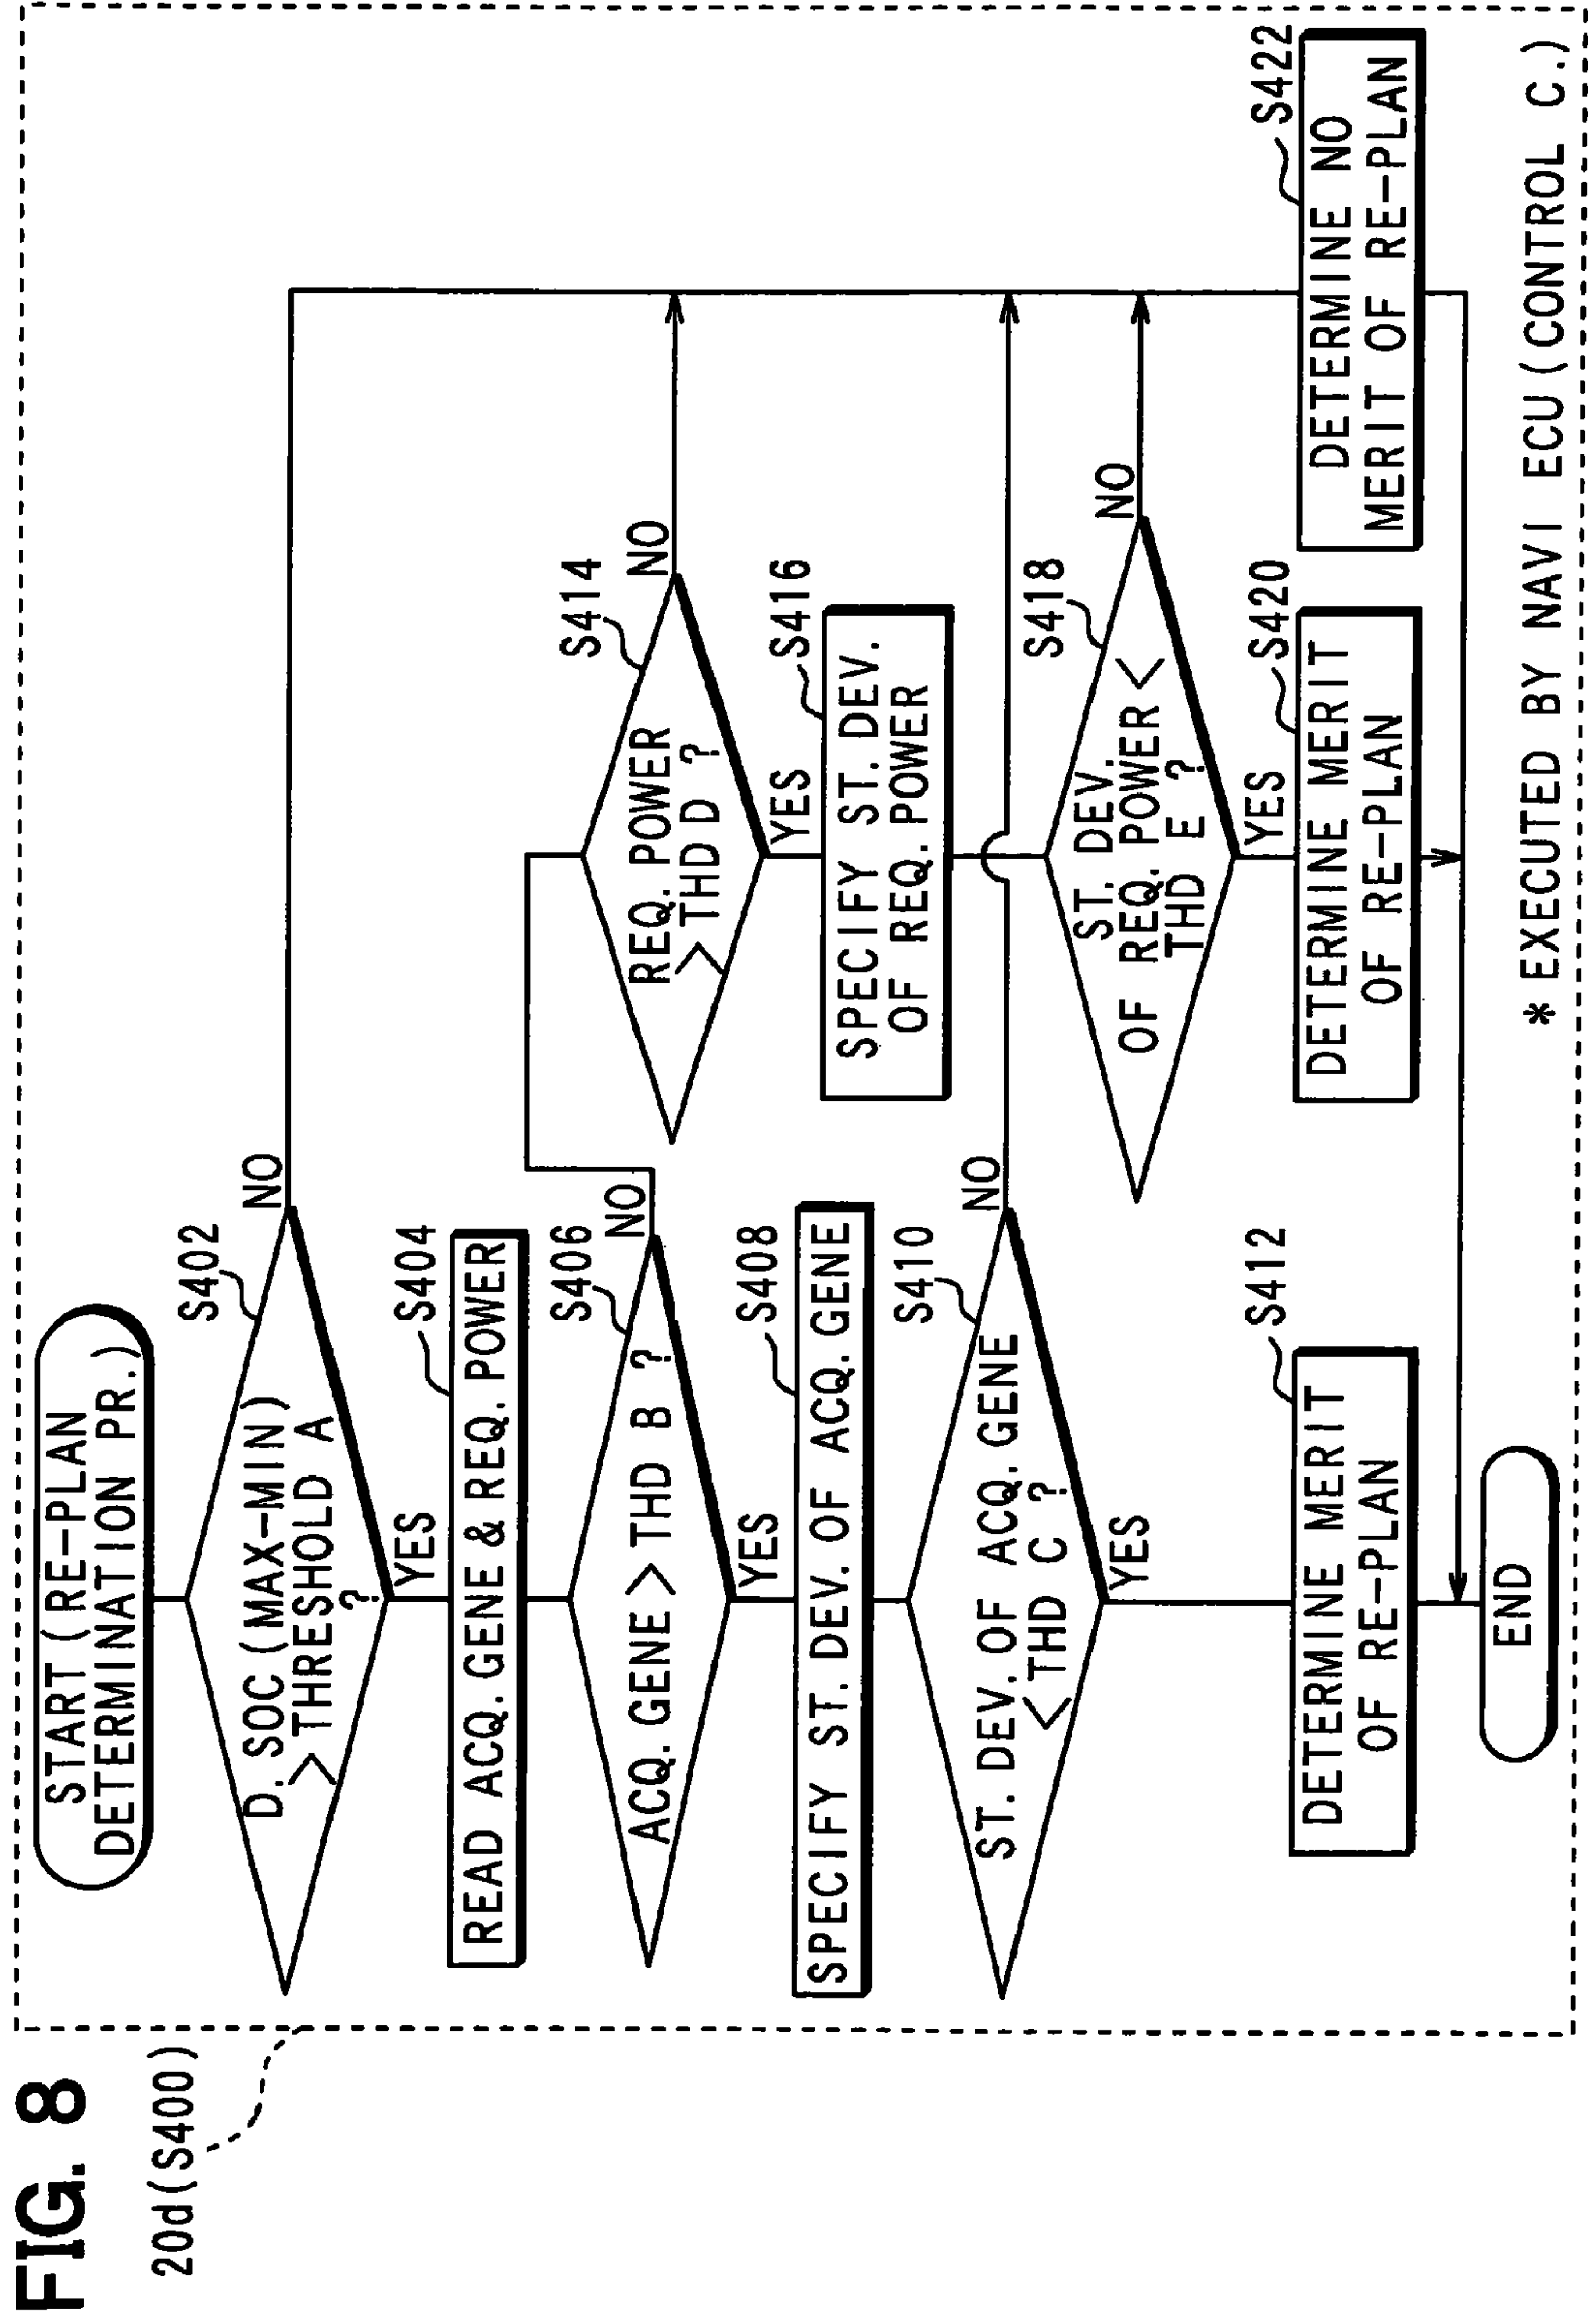 FIG. 8
20d(S400)
START(RE-PLAN
DETERMINATION PR.)
S402
D.SOC(MAX-MIN)
>THRESHOLD A
?
NO
YES
S404
READ ACQ.GENE & REQ.POWER
S406
ACQ.GENE>THD B ?
NO
YES
S408
SPECIFY ST.DEV.OF ACQ.GENE
S410
ST.DEV.OF ACQ.GENE
<THD C ?
NO
YES
S412
DETERMINE MERIT
OF RE-PLAN
S414
REQ.POWER
>THD D ?
NO
YES
S416
SPECIFY ST.DEV.
OF REQ.POWER
S418
ST. DEV.
OF REQ.POWER<
THD E ?
NO
YES
S420
DETERMINE MERIT
OF RE-PLAN
S422
DETERMINE NO
MERIT OF RE-PLAN
END
*EXECUTED BY NAVI ECU(CONTROL C.)